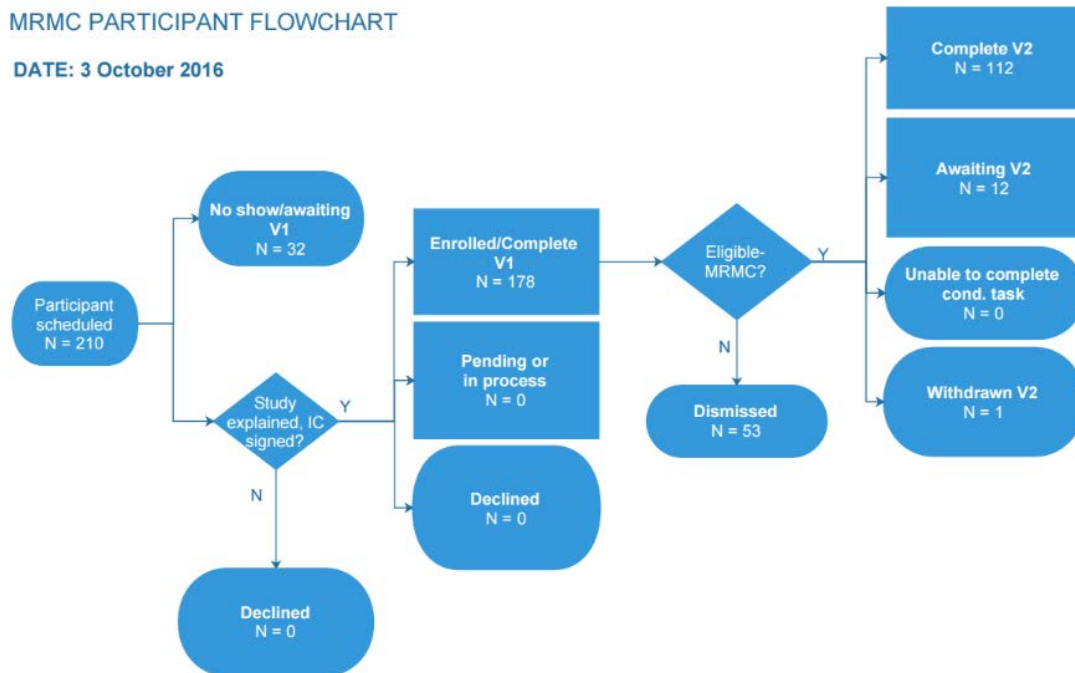 MRMC PARTICIPANT FLOWCHART
DATE: 3 October 2016
Participant
scheduled
N = 210
No show/awaiting
V1
N = 32
Study
explained, IC
signed?
Y
N
Declined
N = 0
Enrolled/Complete
V1
N = 178
Pending or
in process
N = 0
Declined
N = 0
Eligible-
MRMC?
Y
N
Dismissed
N = 53
Complete V2
N = 112
Awaiting V2
N = 12
Unable to complete
cond. task
N = 0
Withdrawn V2
N = 1